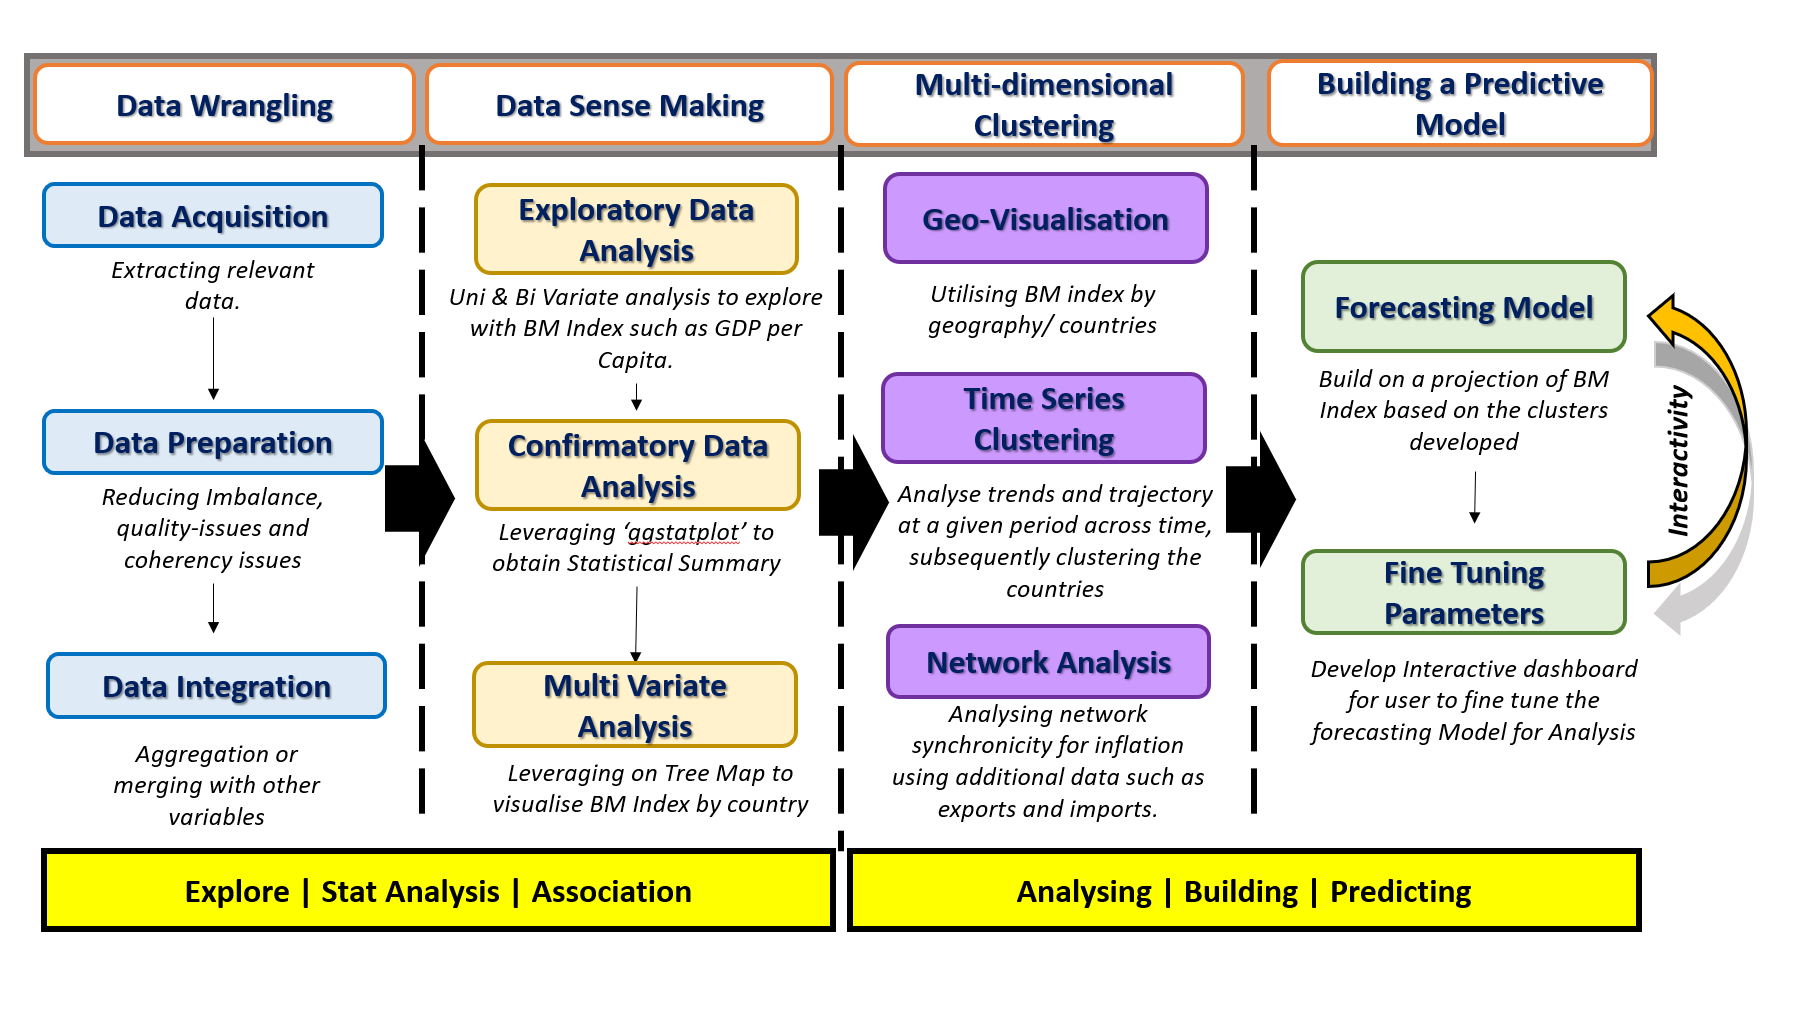 Data Wrangling
Data Sense Making
Multi-dimensional
Clustering
Building a Predictive
Model
Data Acquisition
Extracting relevant
data.
Data Preparation
Reducing Imbalance,
quality-issues and
coherency issues
Data Integration
Aggregation or
merging with other
variables
Exploratory Data
Analysis
Uni & Bi Variate analysis to explore
with BM Index such as GDP per
Capita.
Confirmatory Data
Analysis
Leveraging ‘ggstatplot’ to
obtain Statistical Summary
Multi Variate
Analysis
Leveraging on Tree Map to
visualise BM Index by country
Geo-Visualisation
Utilising BM index by
geography/ countries
Time Series
Clustering
Analyse trends and trajectory
at a given period across time,
subsequently clustering the
countries
Network Analysis
Analysing network
synchronicity for inflation
using additional data such as
exports and imports.
Forecasting Model
Build on a projection of BM
Index based on the clusters
developed
Fine Tuning
Parameters
Develop Interactive dashboard
for user to fine tune the
forecasting Model for Analysis
Interactivity
Explore | Stat Analysis | Association
Analysing | Building | Predicting